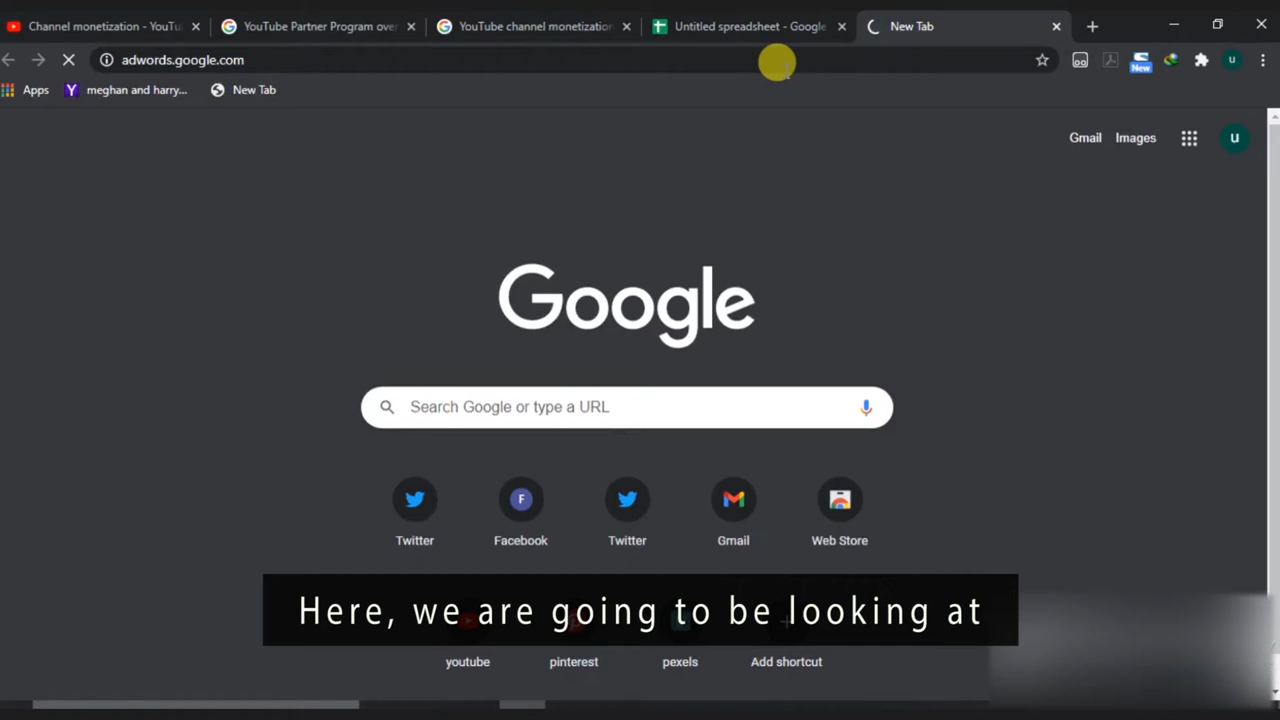 Channel monetization - YouTu
YouTube Partner Program over
YouTube channel monetization
Untitled spreadsheet - Google
New Tab
adwords.google.com
New
u
Apps
Y
meghan and harry...
New Tab
Gmail
Images
u
Google
Search Google or type a URL
F
Twitter
Facebook
Twitter
Gmail
Web Store
Here, we are going to be looking at
youtube
pinterest
pexels
Add shortcut